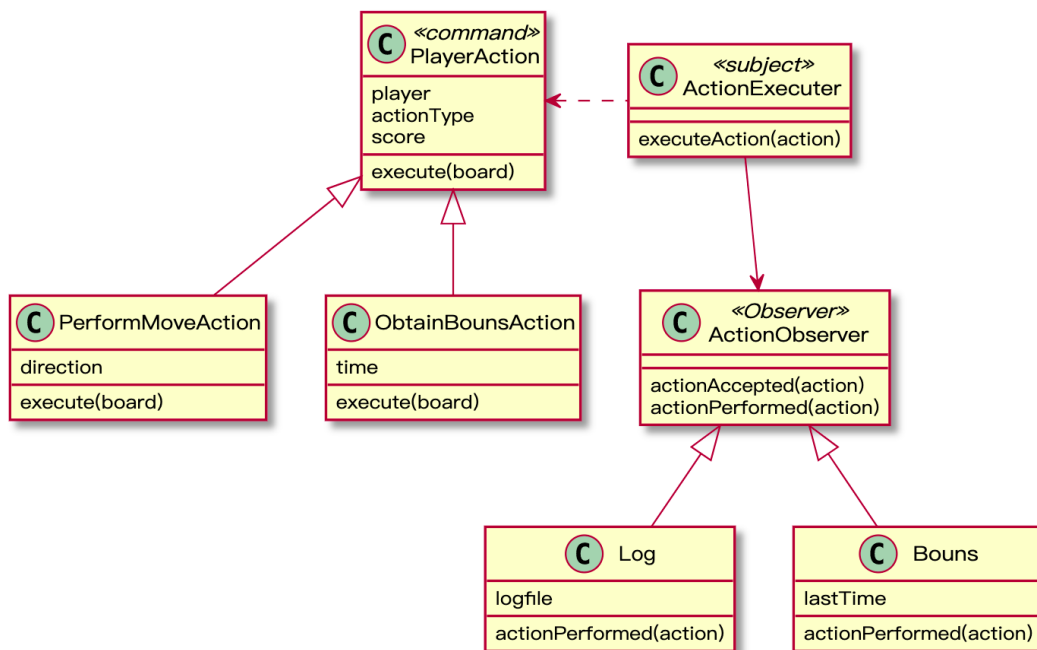 «command»
C PlayerAction
player
actionType
score
execute(board)
«subject»
C ActionExecuter
executeAction(action)
C PerformMoveAction
direction
execute(board)
C ObtainBounsAction
time
execute(board)
«Observer»
C ActionObserver
actionAccepted(action)
actionPerformed(action)
C Log
logfile
actionPerformed(action)
C Bouns
lastTime
actionPerformed(action)